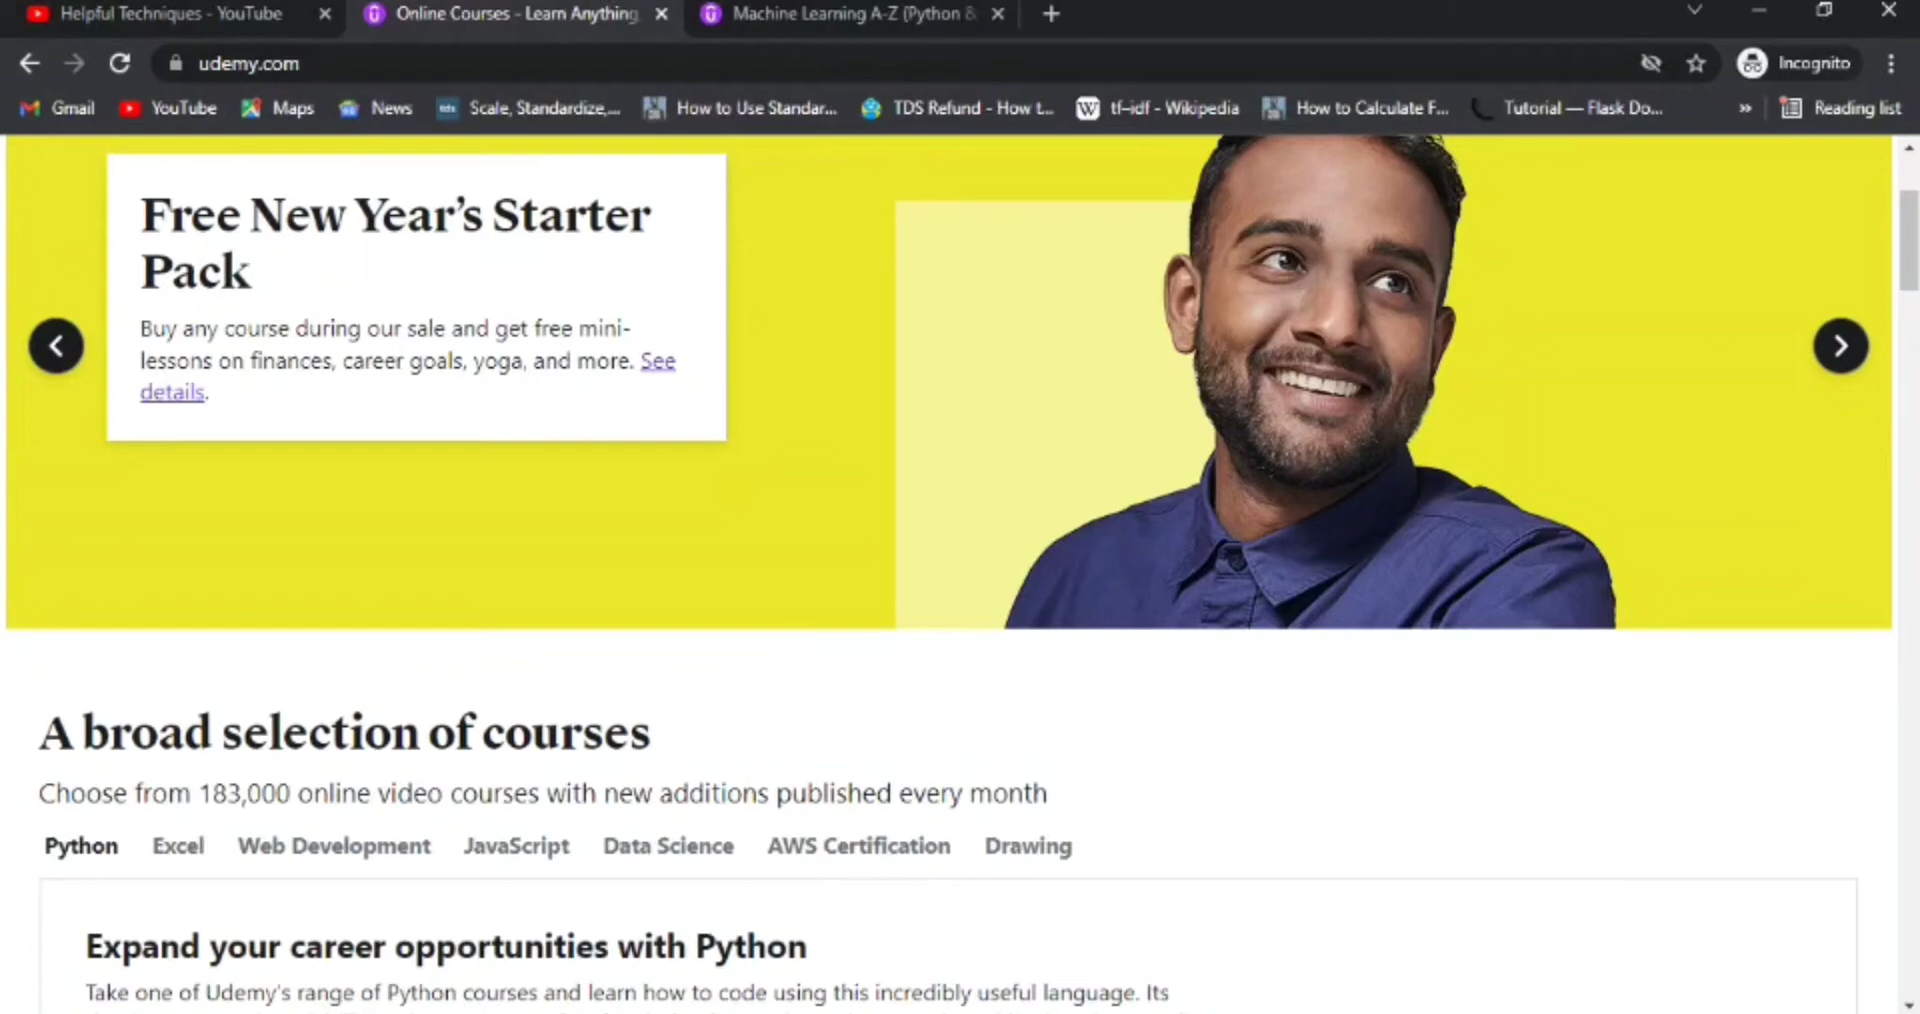 Helpful Techniques - YouTube
Online Courses - Learn Anything
Machine Learning A-Z (Python &
udemy.com
Incognito
Gmail
YouTube
Maps
News
Scale, Standardize,...
How to Use Standar...
TDS Refund - How t...
tf–idf - Wikipedia
How to Calculate F...
Tutorial — Flask Do...
»
Reading list
Free New Year’s Starter
Pack
Buy any course during our sale and get free mini-
lessons on finances, career goals, yoga, and more. See
details.
A broad selection of courses
Choose from 183,000 online video courses with new additions published every month
Python Excel Web Development JavaScript Data Science AWS Certification Drawing
Expand your career opportunities with Python
Take one of Udemy’s range of Python courses and learn how to code using this incredibly useful language. Its